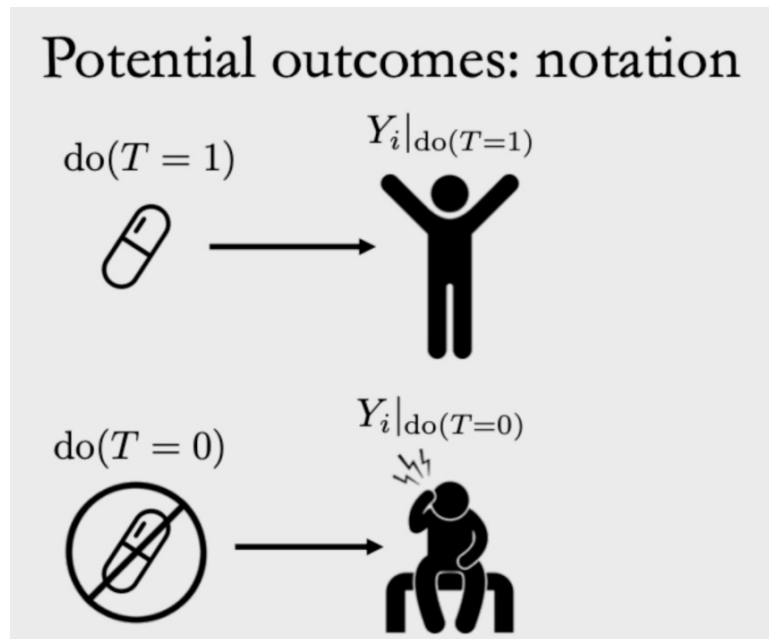 Potential outcomes: notation
do(T = 1)
Y_i|_{do(T=1)}
do(T = 0)
Y_i|_{do(T=0)}